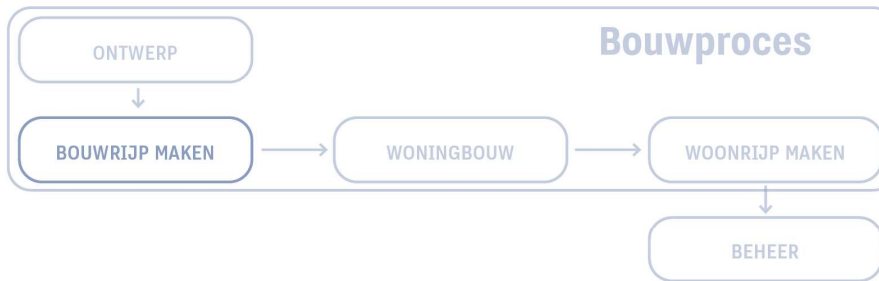 Bouwproces
ONTWERP
BOUWRIJP MAKEN
WONINGBOUW
WOONRIJP MAKEN
BEHEER